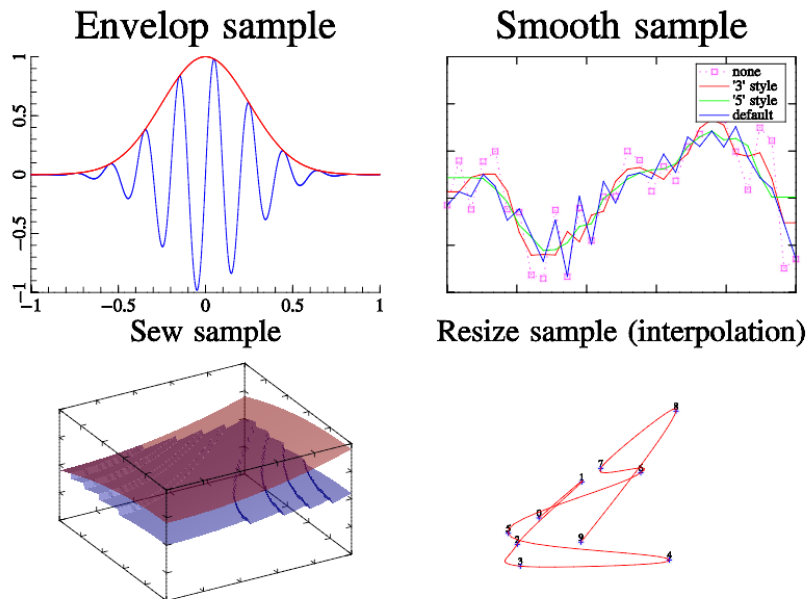 Envelop sample
Smooth sample
1
0.5
0
−0.5
−1
−1
−0.5
0
0.5
1
none
'3' style
'5' style
default
Sew sample
Resize sample (interpolation)
8
7
6
1
0
5
2
9
3
4